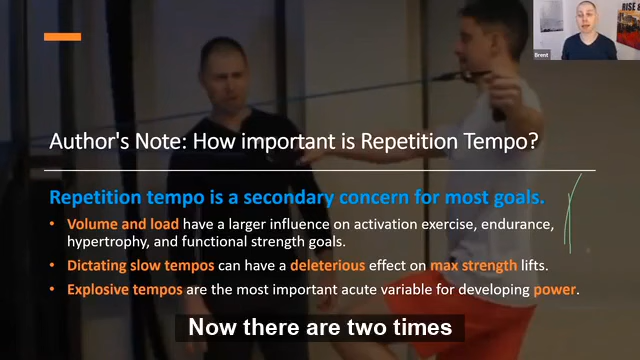 RISE &
Brent
Author's Note: How important is Repetition Tempo?
Repetition tempo is a secondary concern for most goals.
• Volume and load have a larger influence on activation exercise, endurance,
hypertrophy, and functional strength goals.
• Dictating slow tempos can have a deleterious effect on max strength lifts.
• Explosive tempos are the most important acute variable for developing power.
Now there are two times